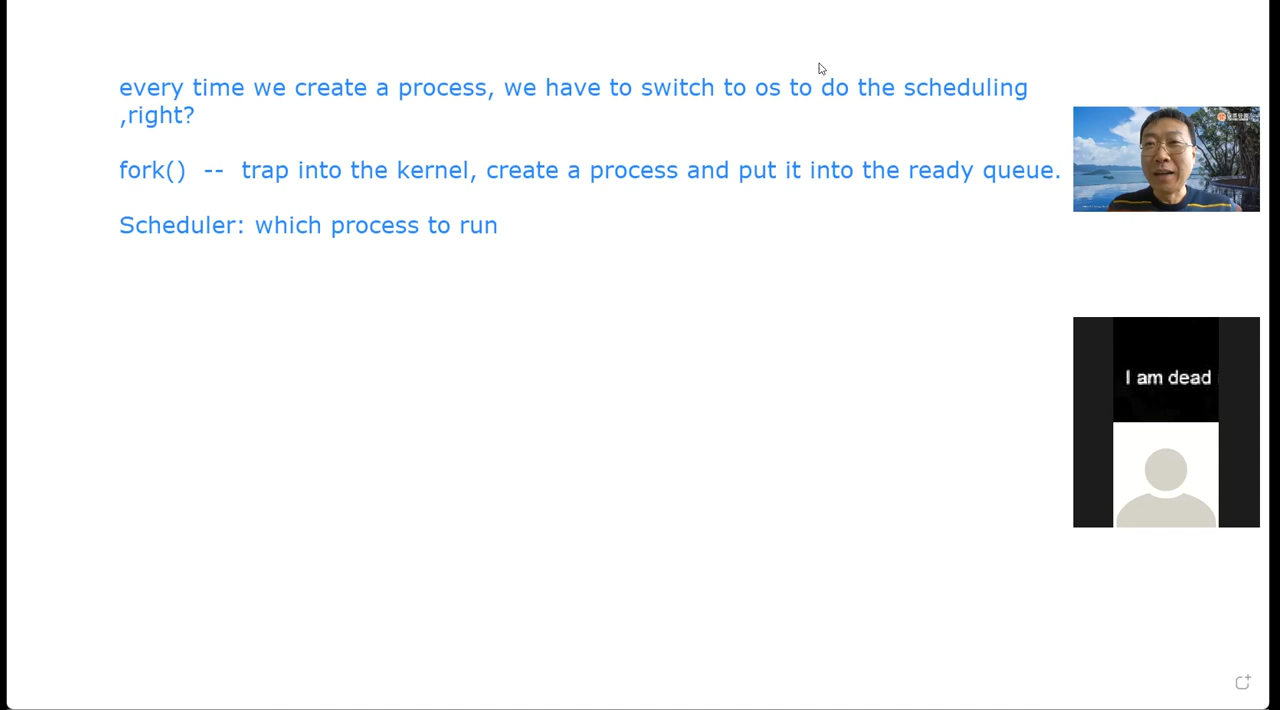 every time we create a process, we have to switch to os to do the scheduling
,right?
fork()  --  trap into the kernel, create a process and put it into the ready queue.
Scheduler: which process to run
I am dead